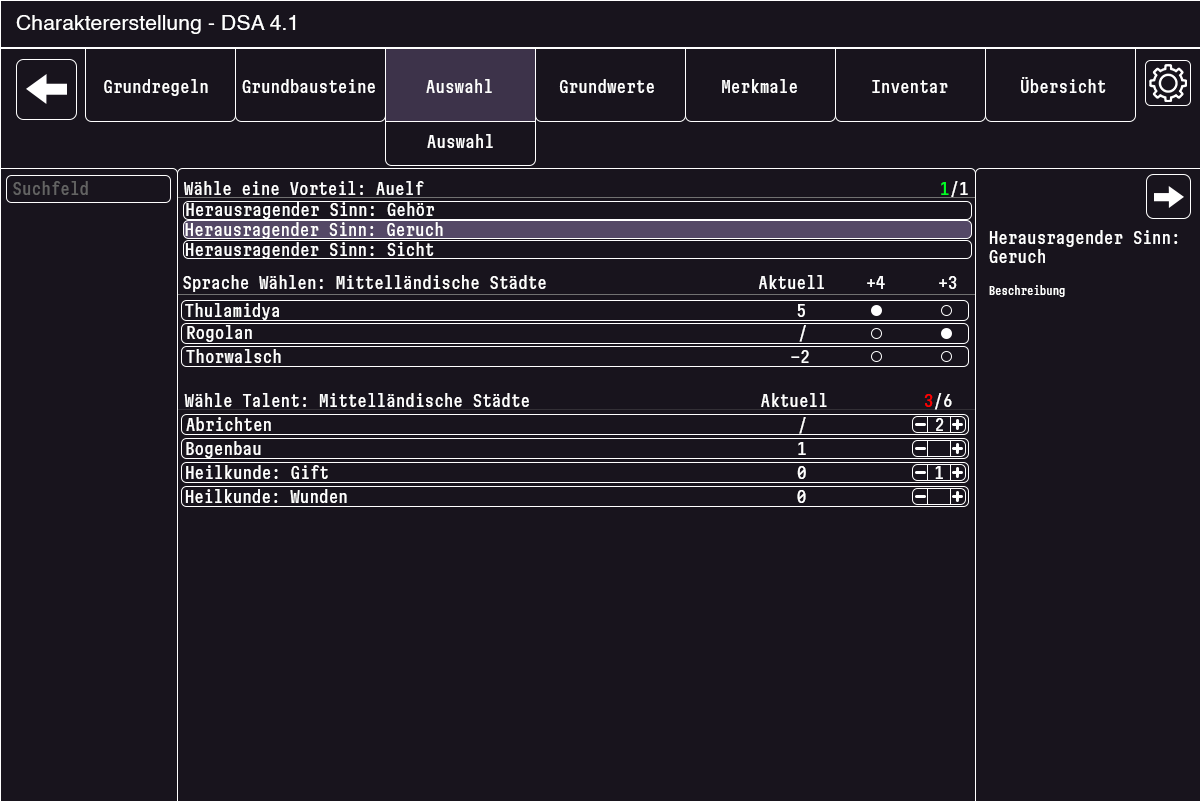 Charaktererstellung - DSA 4.1
Grundregeln Grundbausteine Auswahl Grundwerte Merkmale Inventar Übersicht
Auswahl
Suchfeld
Wähle eine Vorteil: Auelf 1/1
Herausragender Sinn: Gehör
Herausragender Sinn: Geruch
Herausragender Sinn: Sicht
Sprache Wählen: Mittelländische Städte Aktuell +4 +3
Thulamidya 5
Rogolan /
Thorwalsch -2
Wähle Talent: Mittelländische Städte Aktuell 3/6
Abrichten / - 2 +
Bogenbau 1 - +
Heilkunde: Gift 0 - 1 +
Heilkunde: Wunden 0 - +
Herausragender Sinn:
Geruch
Beschreibung